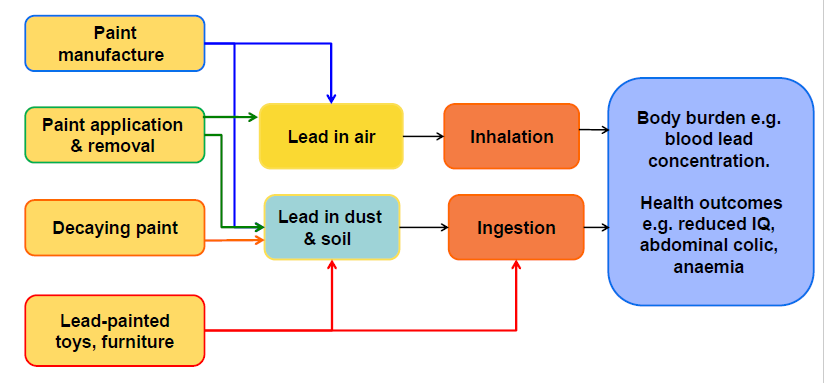 Paint
manufacture
Paint application
& removal
Decaying paint
Lead-painted
toys, furniture
Lead in air
Lead in dust
& soil
Inhalation
Ingestion
Body burden e.g.
blood lead
concentration.
Health outcomes
e.g. reduced IQ,
abdominal colic,
anaemia